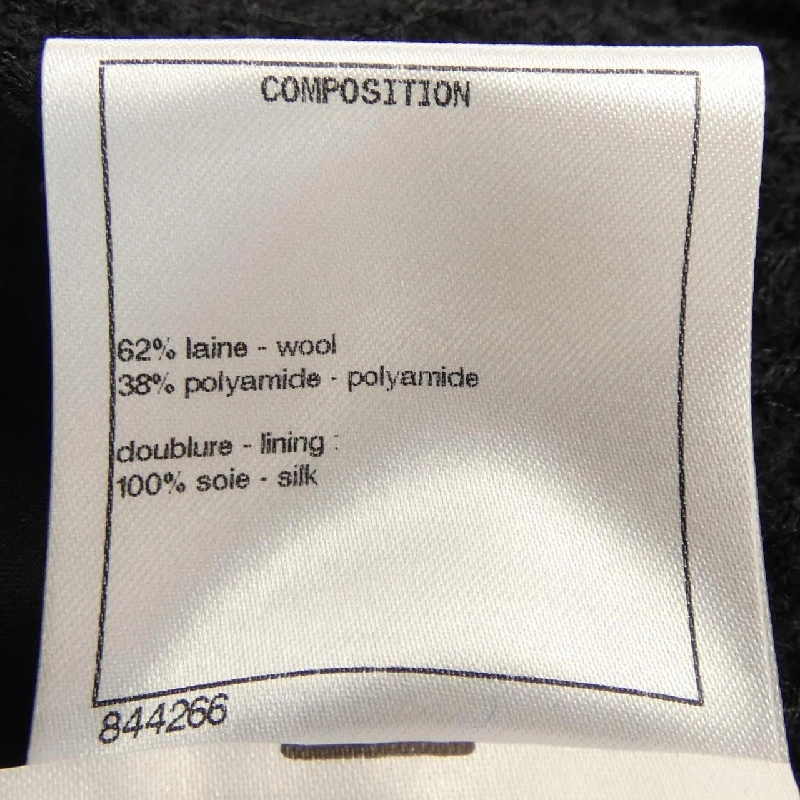 COMPOSITION
62% laine - wool
38% polyamide - polyamide
doublure - lining :
100% soie - silk
844266